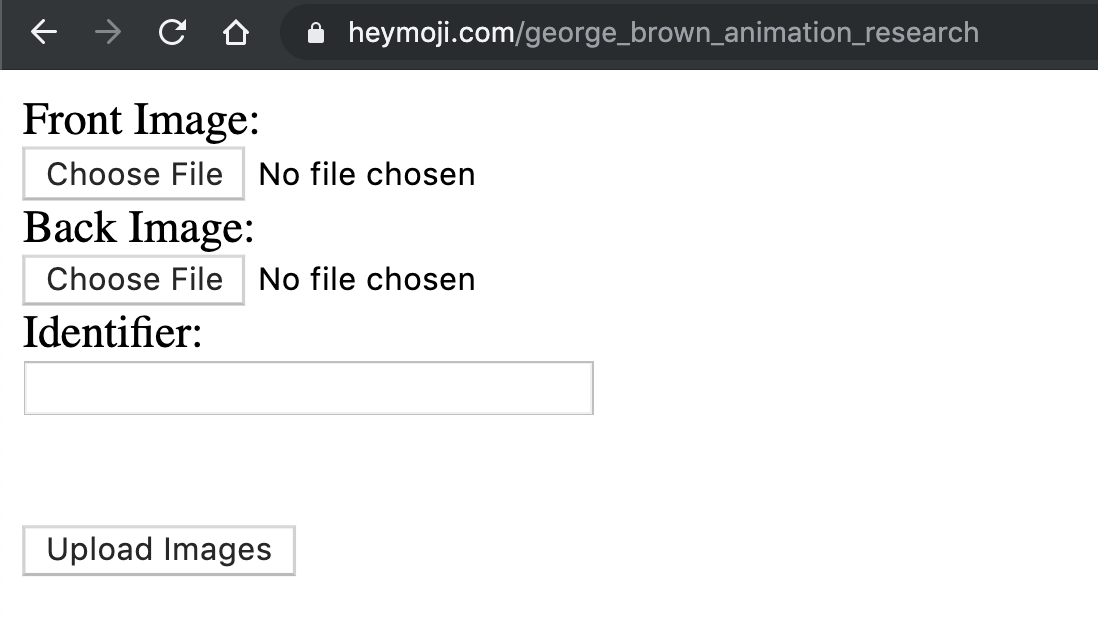 heymoji.com/george_brown_animation_research
Front Image:
Choose File No file chosen
Back Image:
Choose File No file chosen
Identifier:
Upload Images